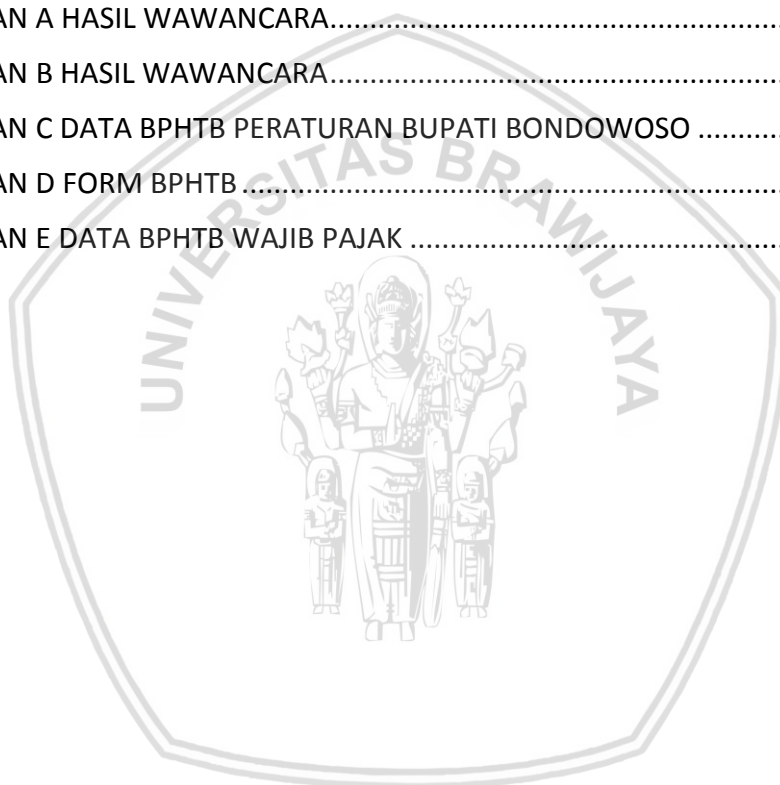 AN A HASIL WAWANCARA................................................................
AN B HASIL WAWANCARA................................................................
AN C DATA BPHTB PERATURAN BUPATI BONDOWOSO ...........
AN D FORM BPHTB ...........................................................................
AN E DATA BPHTB WAJIB PAJAK ......................................................
UNIVERSITAS BRAWIJAYA